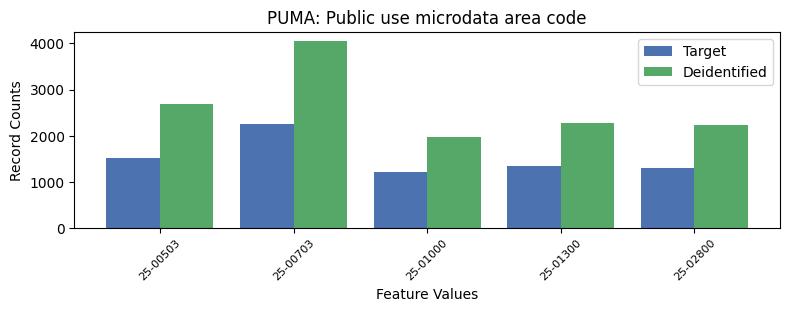 PUMA: Public use microdata area code
Target
Deidentified
Record Counts
4000
3000
2000
1000
0
25-00503
25-00703
25-01000
25-01300
25-02800
Feature Values